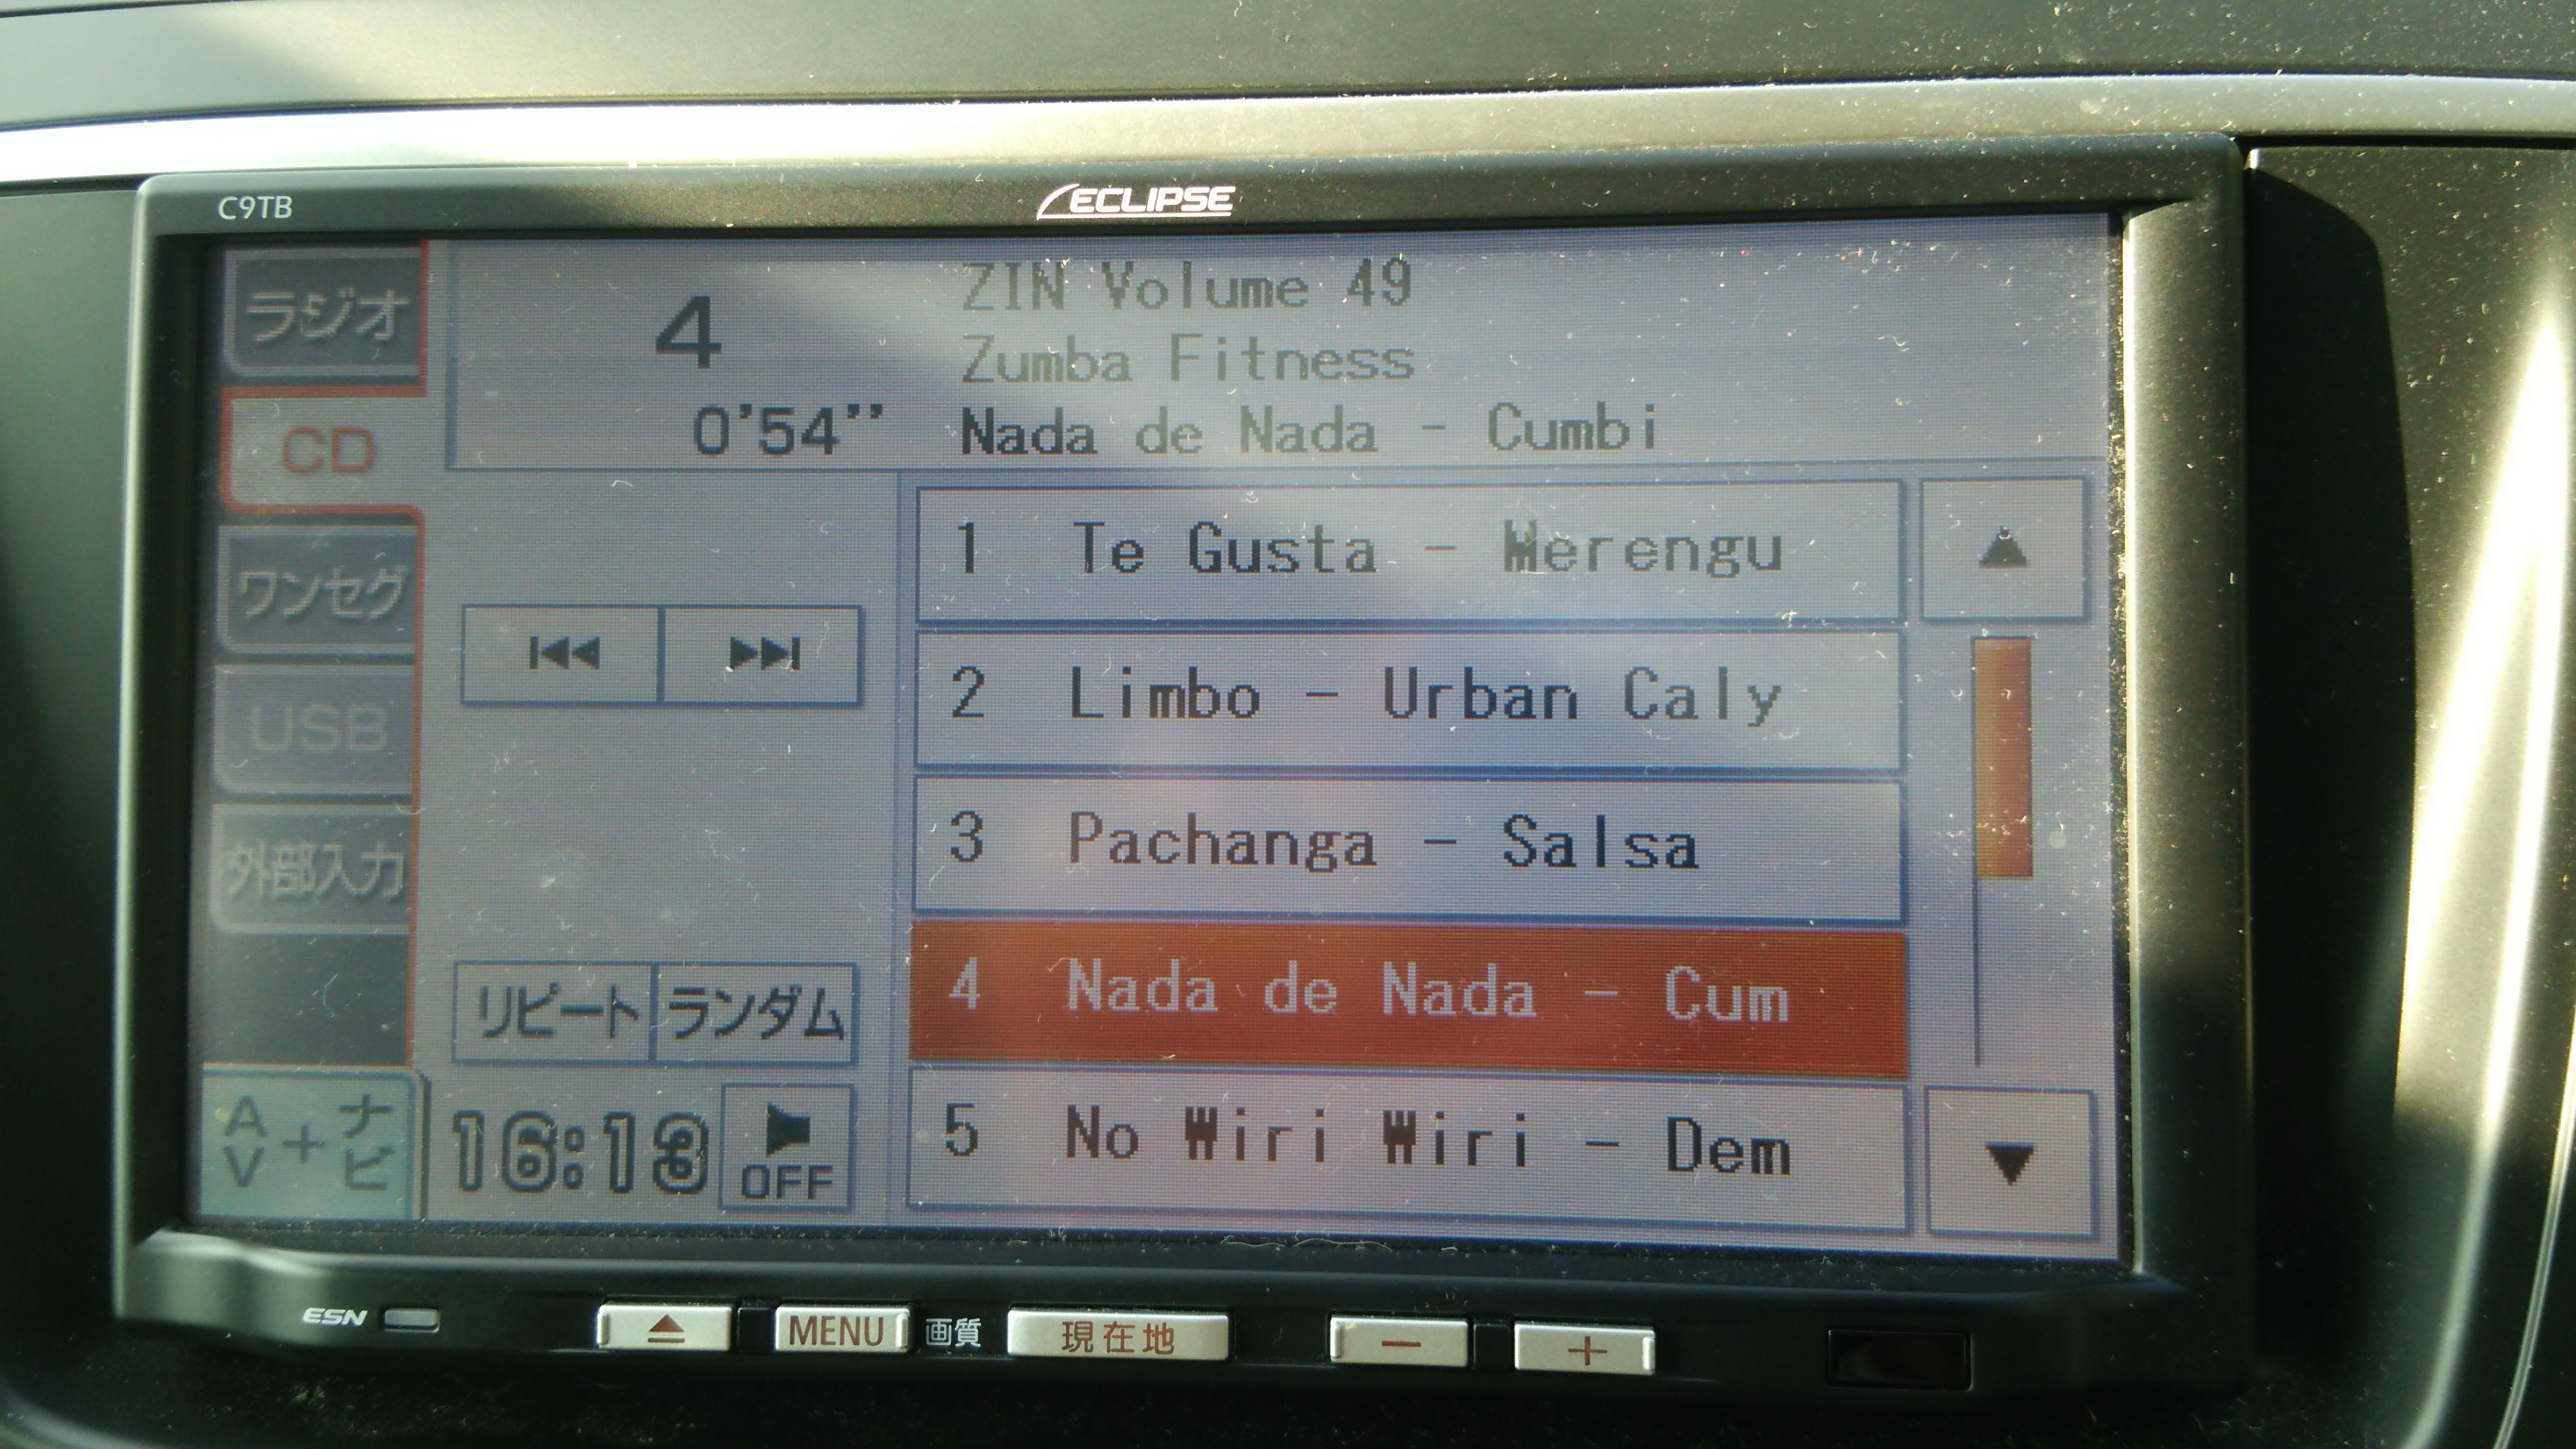 C9TB
ECLIPSE
ラジオ
CD
ワンセグ
USB
外部入力
AV + ナビ
4
0'54''
ZIN Volume 49
Zumba Fitness
Nada de Nada - Cumbi
1 Te Gusta - Merengu
2 Limbo - Urban Caly
3 Pachanga - Salsa
4 Nada de Nada - Cum
5 No Wiri Wiri - Dem
リピート
ランダム
16:13
OFF
ESN
MENU
画質
現在地